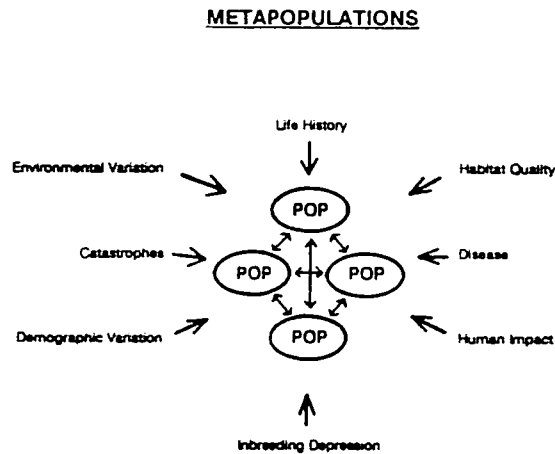 METAPOPULATIONS
Life History
Environmental Variation
Habitat Quality
POP
Catastrophes
POP
POP
Disease
Demographic Variation
POP
Human Impact
Inbreeding Depression